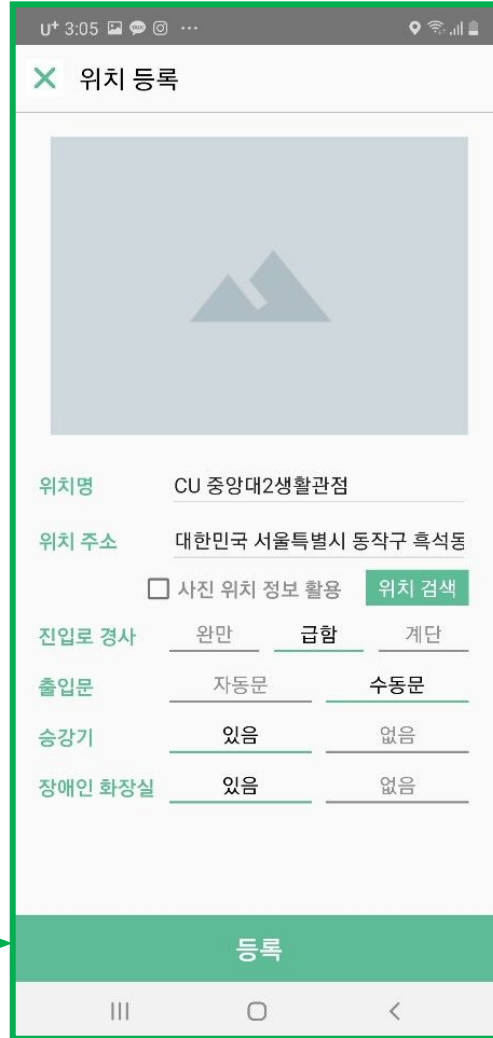 U⁺ 3:05
위치 등록
위치명 CU 중앙대2생활관점
위치 주소 대한민국 서울특별시 동작구 흑석동
사진 위치 정보 활용 위치 검색
진입로 경사 완만 급함 계단
출입문 자동문 수동문
승강기 있음 없음
장애인 화장실 있음 없음
등록